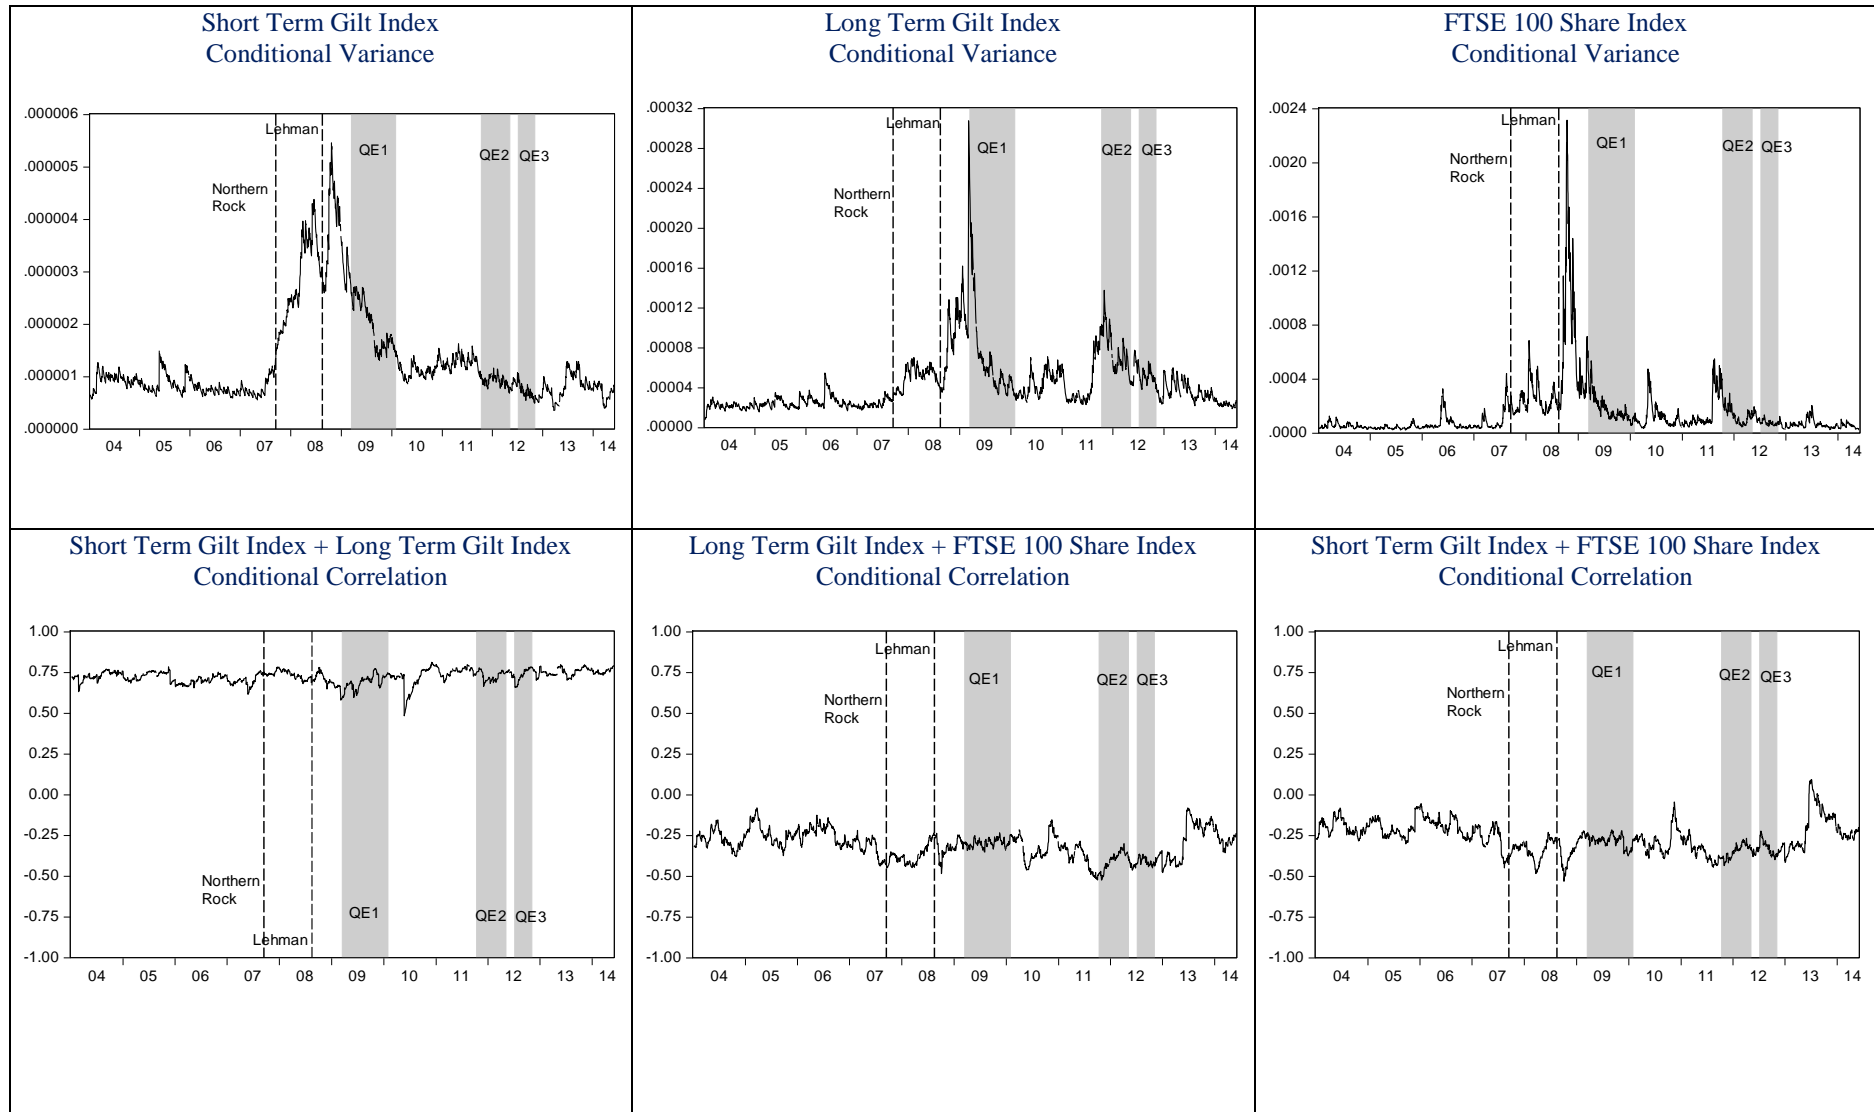 Short Term Gilt Index
Conditional Variance
.000006
.000005
.000004
.000003
.000002
.000001
.000000
Lehman
QE1
QE2
QE3
Northern
Rock
04 05 06 07 08 09 10 11 12 13 14
Long Term Gilt Index
Conditional Variance
.00032
.00028
.00024
.00020
.00016
.00012
.00008
.00004
.00000
Lehman
QE1
QE2
QE3
Northern
Rock
04 05 06 07 08 09 10 11 12 13 14
FTSE 100 Share Index
Conditional Variance
.0024
.0020
.0016
.0012
.0008
.0004
.0000
Lehman
QE1
QE2
QE3
Northern
Rock
04 05 06 07 08 09 10 11 12 13 14
Short Term Gilt Index + Long Term Gilt Index
Conditional Correlation
1.00
0.75
0.50
0.25
0.00
-0.25
-0.50
-0.75
-1.00
Northern
Rock
Lehman
QE1
QE2
QE3
04 05 06 07 08 09 10 11 12 13 14
Long Term Gilt Index + FTSE 100 Share Index
Conditional Correlation
1.00
0.75
0.50
0.25
0.00
-0.25
-0.50
-0.75
-1.00
Lehman
QE1
QE2
QE3
Northern
Rock
04 05 06 07 08 09 10 11 12 13 14
Short Term Gilt Index + FTSE 100 Share Index
Conditional Correlation
1.00
0.75
0.50
0.25
0.00
-0.25
-0.50
-0.75
-1.00
Lehman
QE1
QE2
QE3
Northern
Rock
04 05 06 07 08 09 10 11 12 13 14